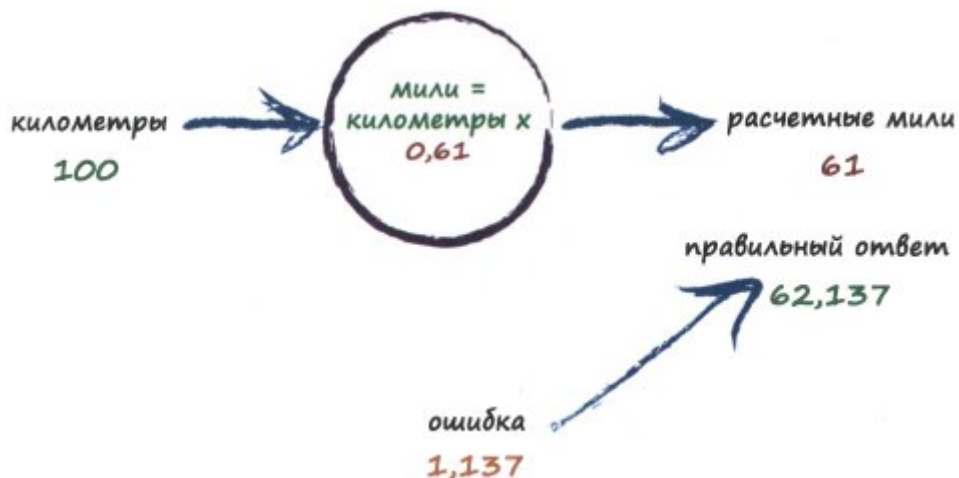 километры
100
мили =
километры x
0,61
расчетные мили
61
правильный ответ
62,137
ошибка
1,137